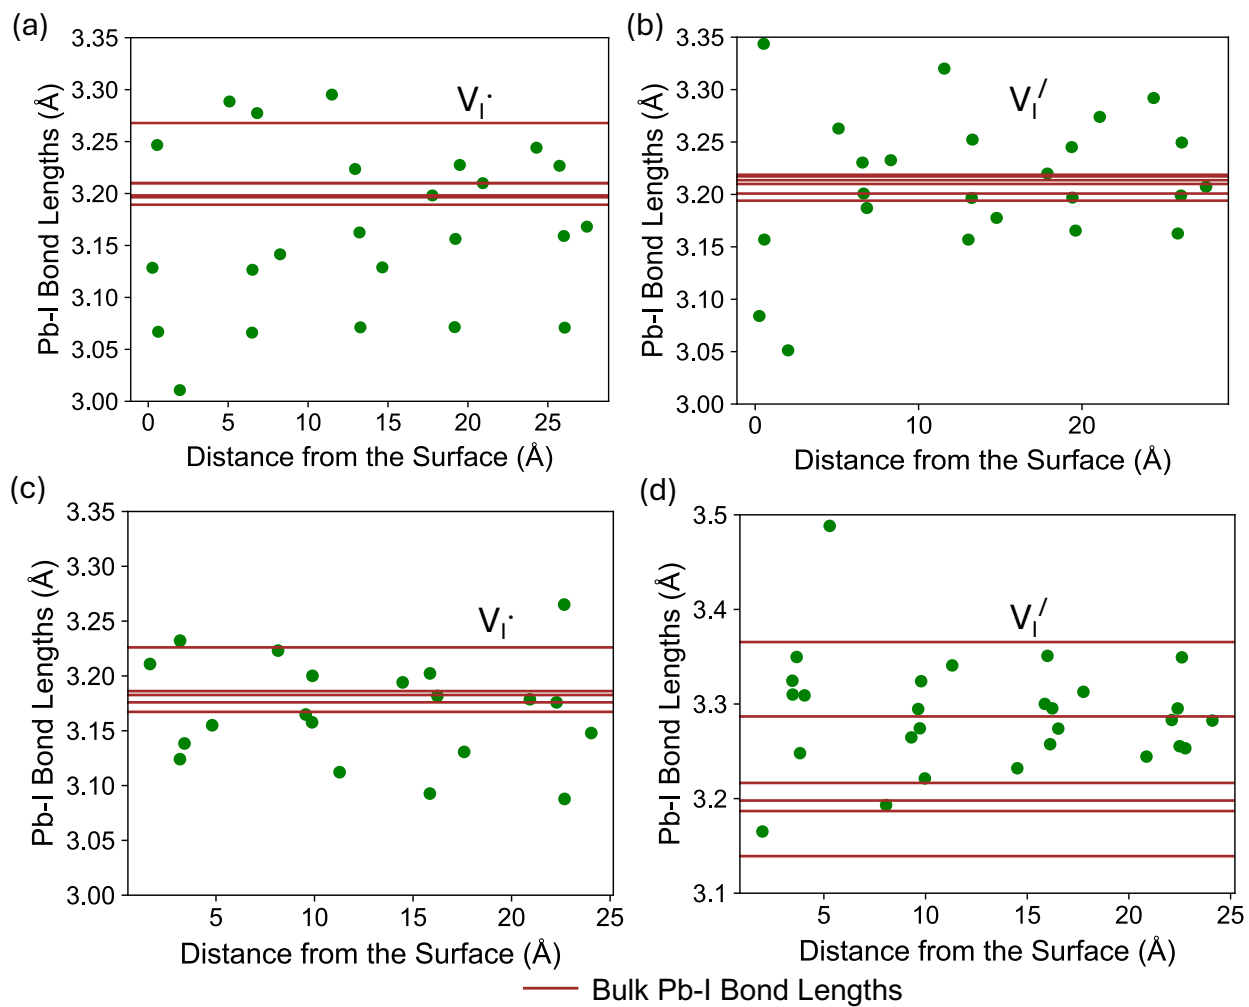 (a)
3.35
3.30
3.25
3.20
3.15
3.10
3.05
3.00
Pb-I Bond Lengths (Å)
V_I^·
0 5 10 15 20 25
Distance from the Surface (Å)
(b)
3.35
3.30
3.25
3.20
3.15
3.10
3.05
3.00
Pb-I Bond Lengths (Å)
V_I^/
0 10 20
Distance from the Surface (Å)
(c)
3.35
3.30
3.25
3.20
3.15
3.10
3.05
3.00
Pb-I Bond Lengths (Å)
V_I^·
5 10 15 20 25
Distance from the Surface (Å)
(d)
3.5
3.4
3.3
3.2
3.1
Pb-I Bond Lengths (Å)
V_I^/
5 10 15 20 25
Distance from the Surface (Å)
Bulk Pb-I Bond Lengths